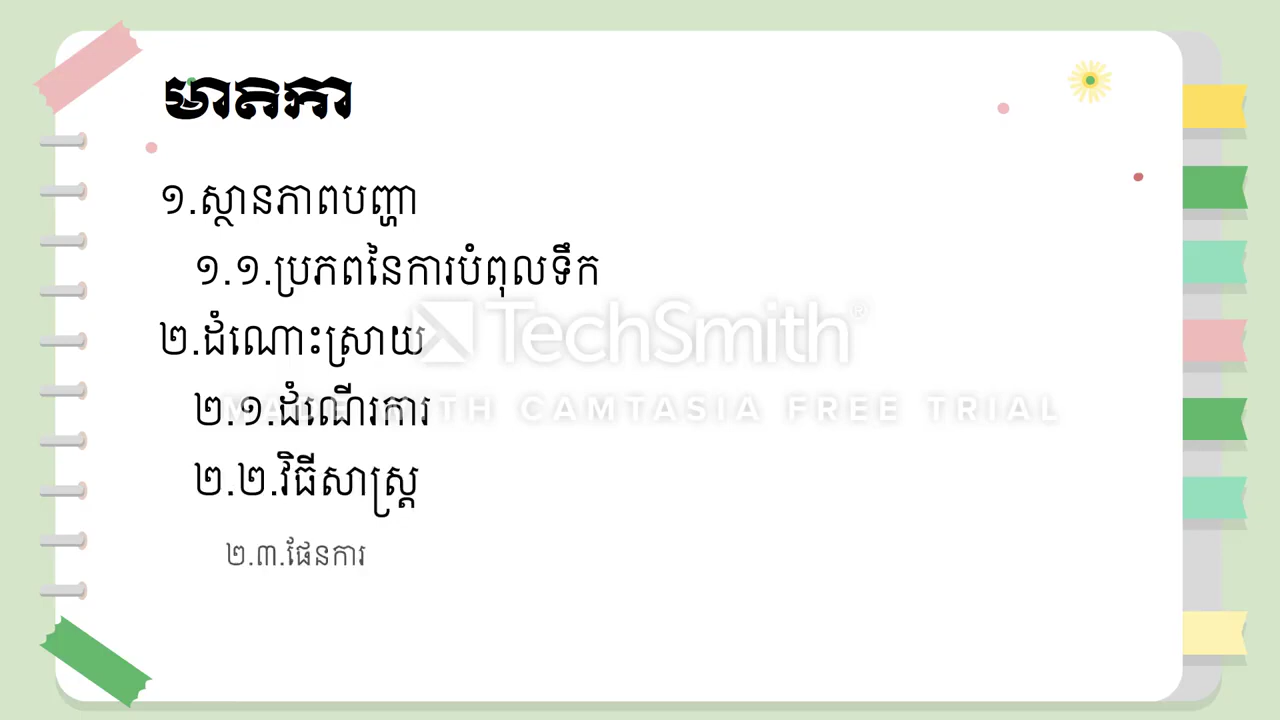 មាតិកា
១.ស្ថានភាពបញ្ហា
១.១.ប្រភពនៃការបំពុលទឹក
២.ដំណោះស្រាយ
TechSmith®
MADE WITH CAMTASIA FREE TRIAL
២.១.ដំណើរការ
២.២.វិធីសាស្ត្រ
២.៣.ផែនការ